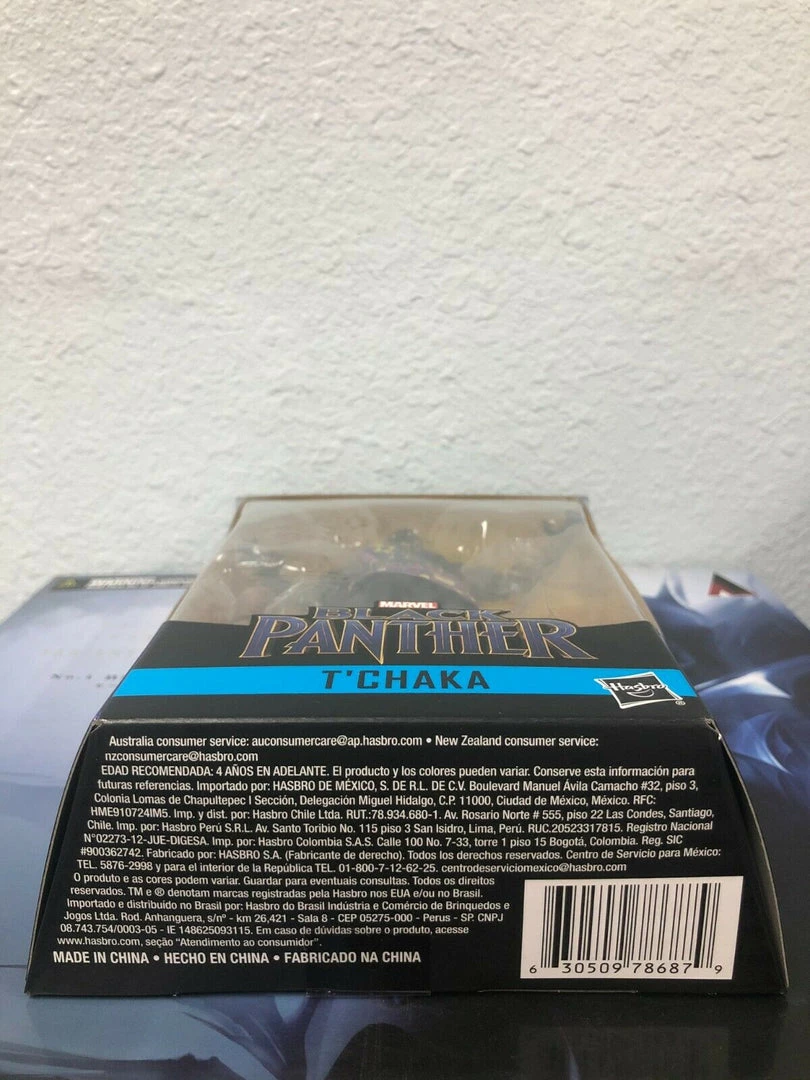 MARVEL
BLACK
PANTHER
T'CHAKA
Hasbro
®
Australia consumer service: auconsumercare@ap.hasbro.com • New Zealand consumer service:
nzconsumercare@hasbro.com
EDAD RECOMENDADA: 4 AÑOS EN ADELANTE. El producto y los colores pueden variar. Conserve esta información para
futuras referencias. Importado por: HASBRO DE MÉXICO, S. DE R.L. DE C.V. Boulevard Manuel Ávila Camacho #32, piso 3,
Colonia Lomas de Chapultepec I Sección, Delegación Miguel Hidalgo, C.P. 11000, Ciudad de México, México. RFC:
HME910724IM5. Imp. y dist. por: Hasbro Chile Ltda. RUT.:78.934.680-1. Av. Rosario Norte # 555, piso 22 Las Condes, Santiago,
Chile. Imp. por: Hasbro Perú S.R.L. Av. Santo Toribio No. 115 piso 3 San Isidro, Lima, Perú. RUC.20523317815. Registro Nacional
N°02273-12-JUE-DIGESA. Imp. por: Hasbro Colombia S.A.S. Calle 100 No. 7-33, torre 1 piso 15 Bogotá, Colombia. Reg. SIC
#900362742. Fabricado por: HASBRO S.A. (Fabricante de derecho). Todos los derechos reservados. Centro de Servicio para México:
TEL. 5876-2998 y para el interior de la República TEL. 01-800-7-12-62-25. centrodeserviciomexico@hasbro.com
O produto e as cores podem variar. Guardar para eventuais consultas. Todos os direitos
reservados. TM e ® denotam marcas registradas pela Hasbro nos EUA e/ou no Brasil.
Importado e distribuído no Brasil por: Hasbro do Brasil Indústria e Comércio de Brinquedos e
Jogos Ltda. Rod. Anhanguera, s/nº - km 26,421 - Sala 8 - CEP 05275-000 - Perus - SP. CNPJ
08.743.754/0003-05 - IE 148625093115. Em caso de dúvidas sobre o produto, acesse
www.hasbro.com, seção "Atendimento ao consumidor".
MADE IN CHINA • HECHO EN CHINA • FABRICADO NA CHINA
6 30509 78687 9